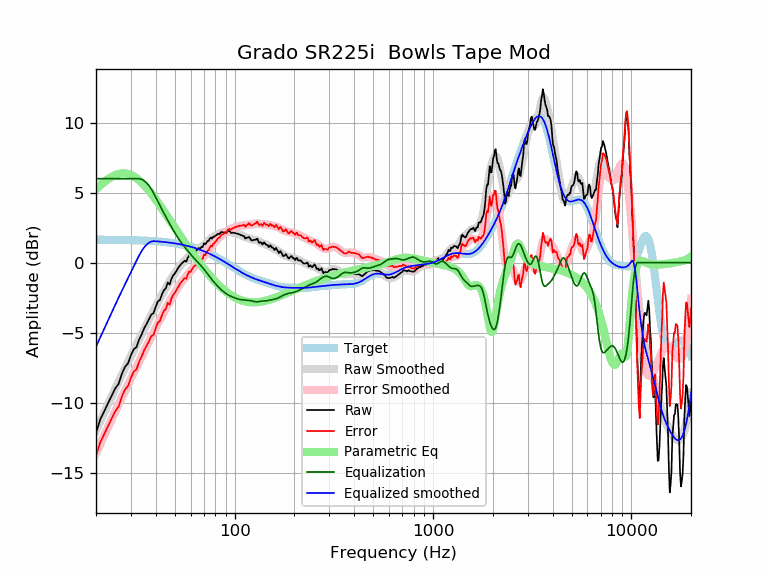 Grado SR225i  Bowls Tape Mod
Amplitude (dBr)
10
5
0
−5
−10
−15
Target
Raw Smoothed
Error Smoothed
Raw
Error
Parametric Eq
Equalization
Equalized smoothed
100
1000
10000
Frequency (Hz)